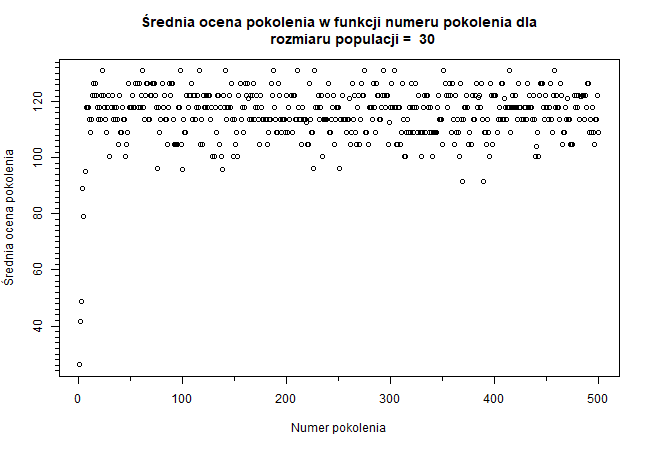 Średnia ocena pokolenia w funkcji numeru pokolenia dla
rozmiaru populacji = 30
Średnia ocena pokolenia
120
100
80
60
40
0 100 200 300 400 500
Numer pokolenia